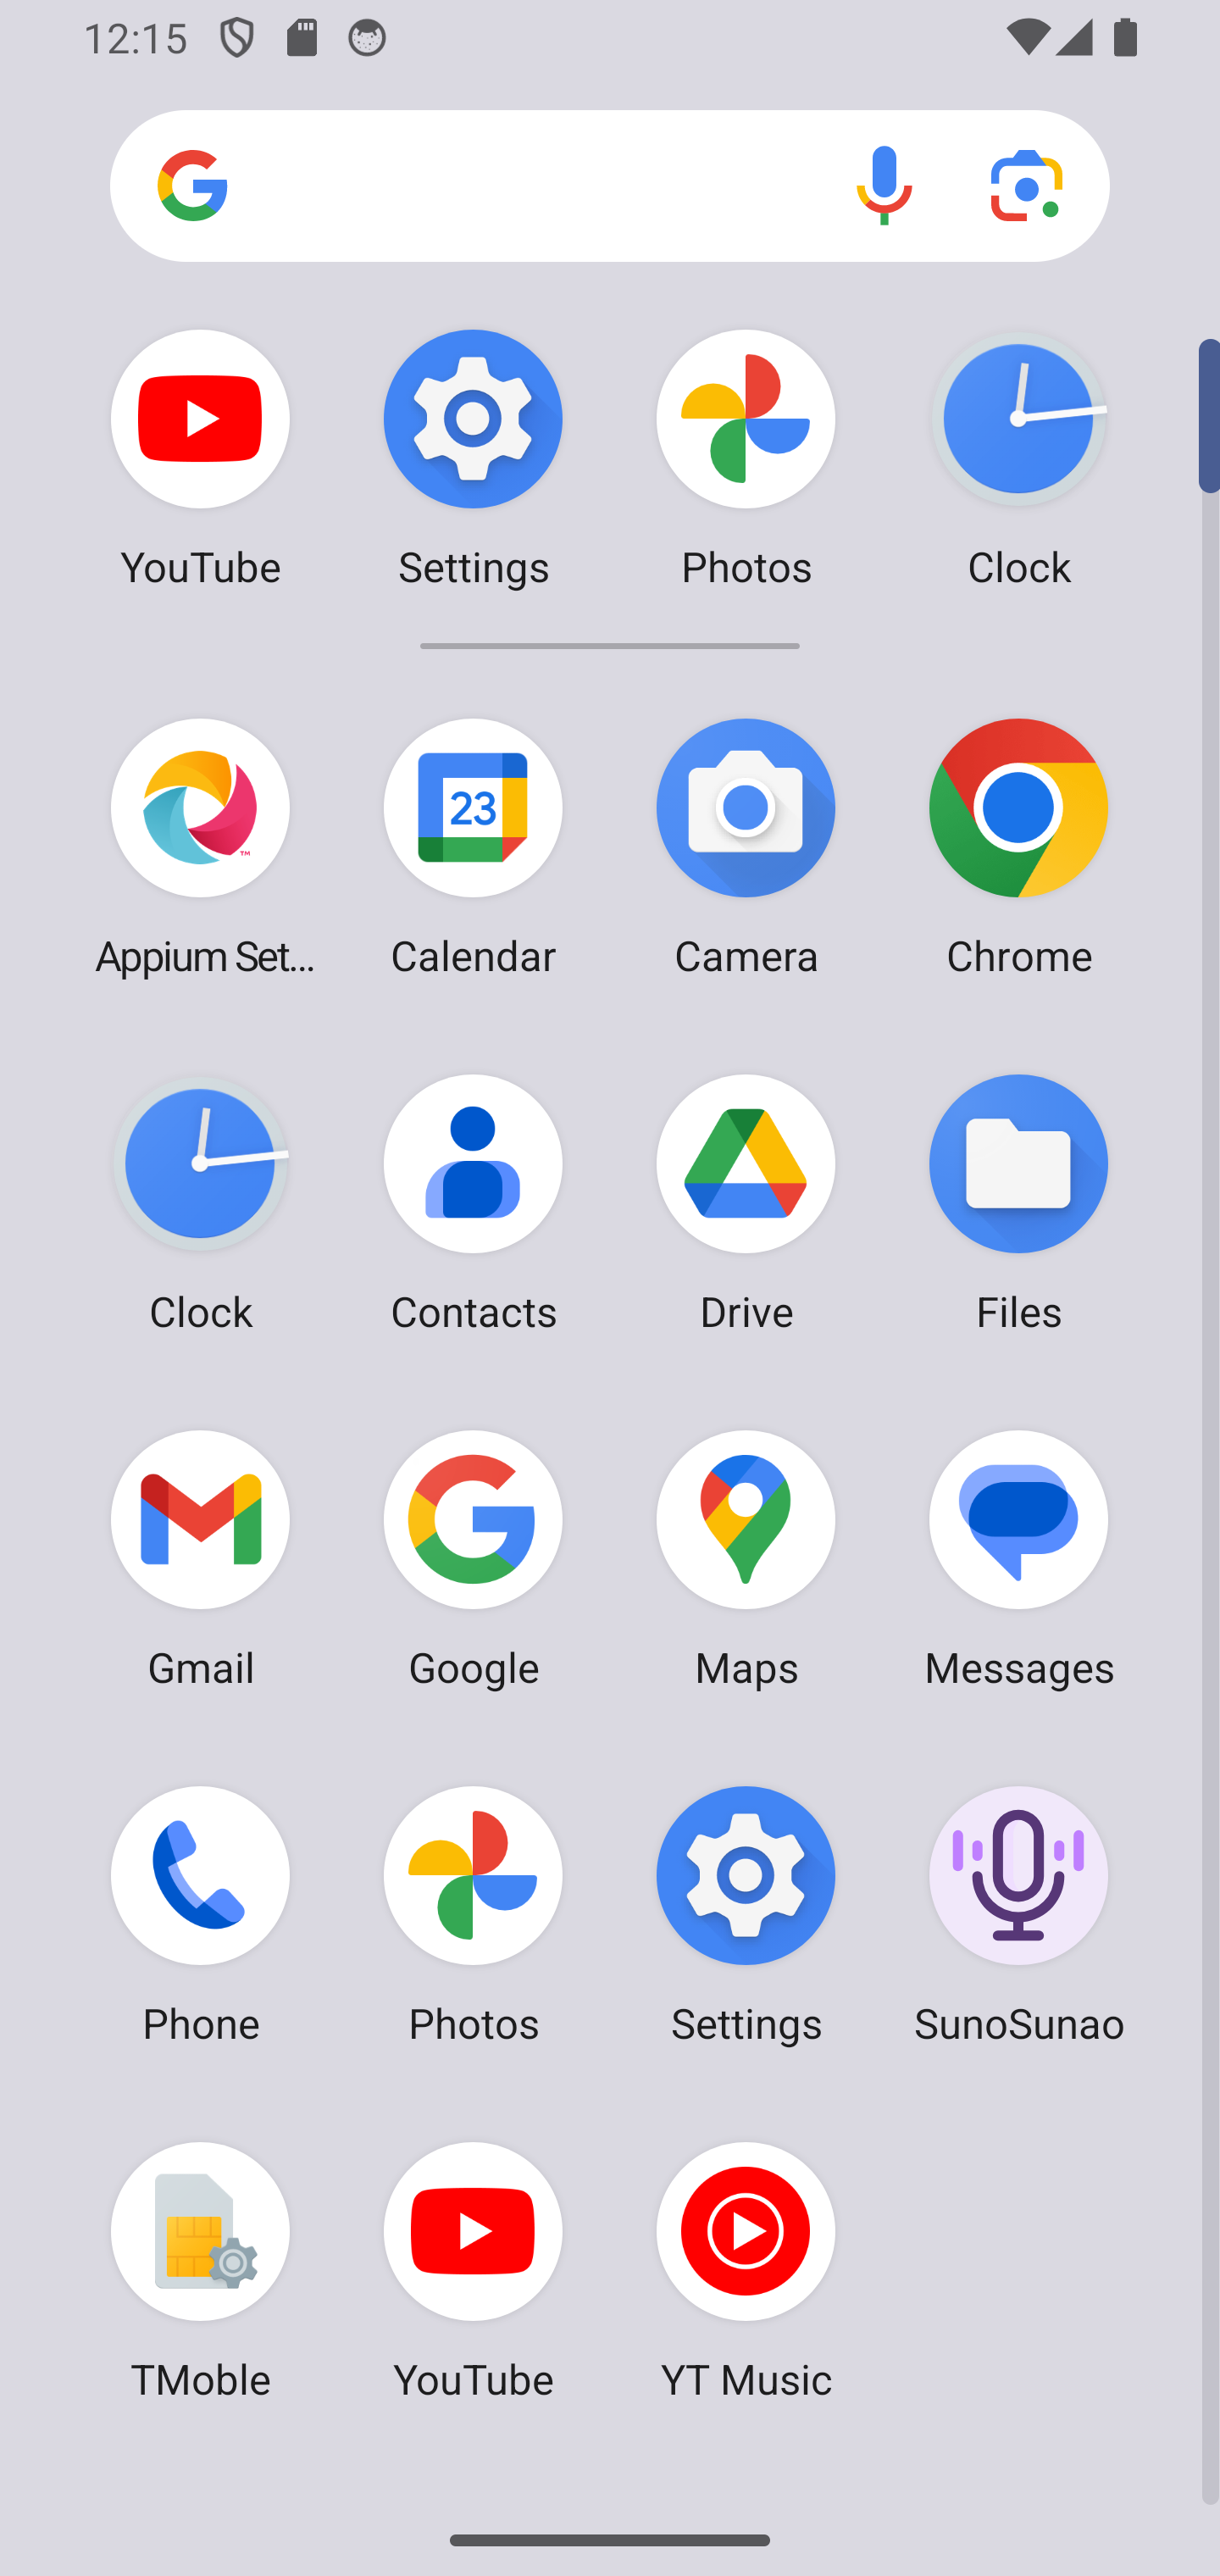 12:15
YouTube Settings Photos Clock
23
Appium Set... Calendar Camera Chrome
Clock Contacts Drive Files
Gmail Google Maps Messages
Phone Photos Settings SunoSunao
TMoble YouTube YT Music